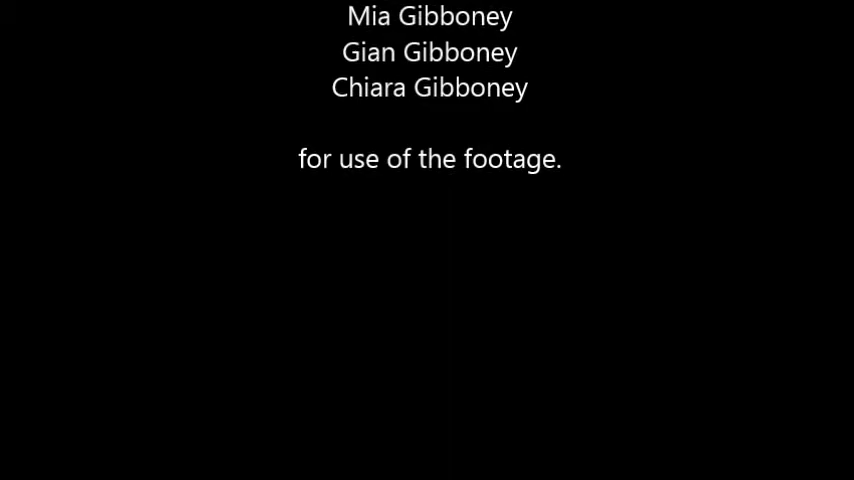 Mia Gibboney
Gian Gibboney
Chiara Gibboney
for use of the footage.